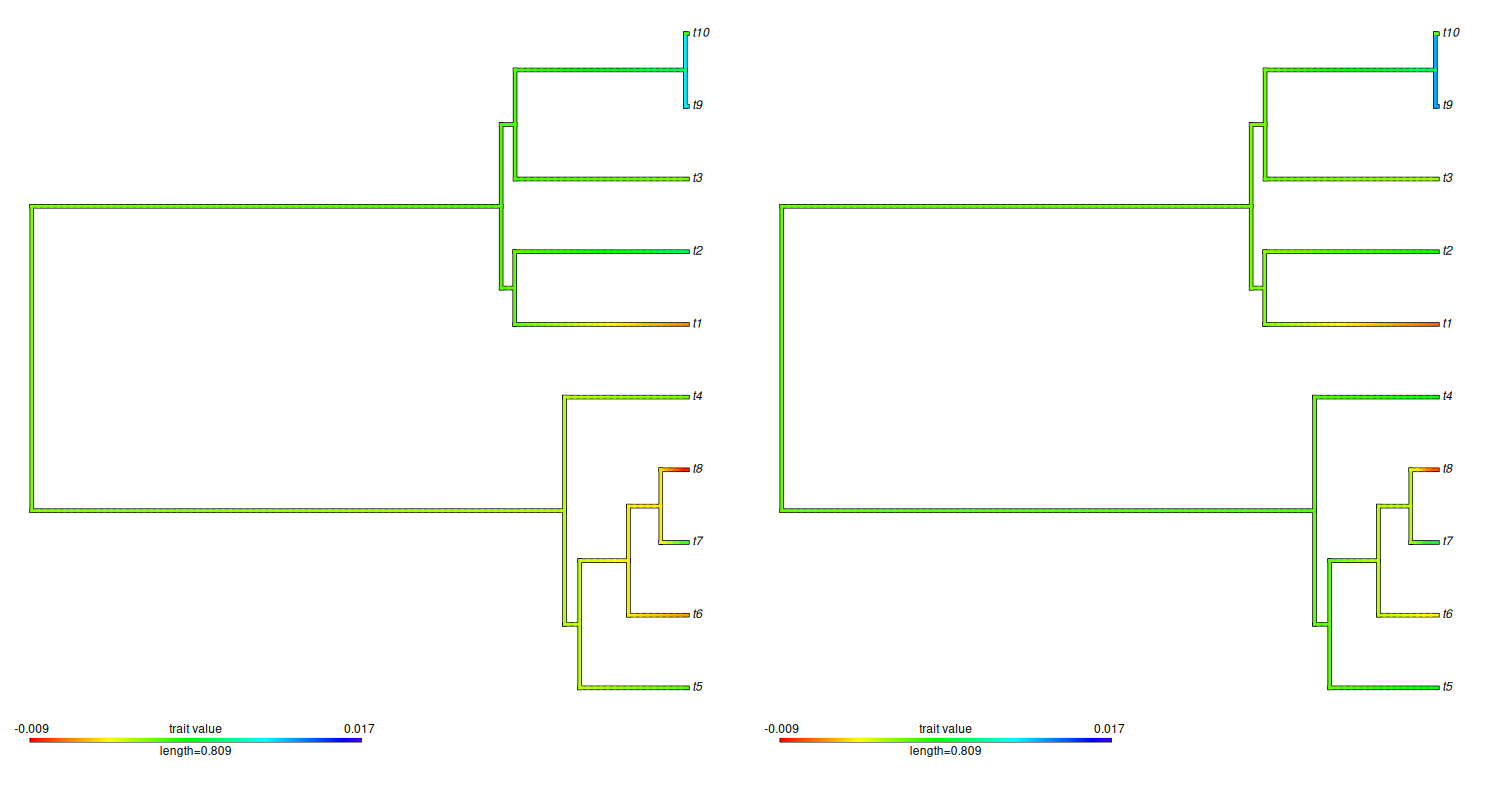 t10
t9
t3
t2
t1
t4
t8
t7
t6
t5
-0.009 trait value 0.017
length=0.809
t10
t9
t3
t2
t1
t4
t8
t7
t6
t5
-0.009 trait value 0.017
length=0.809